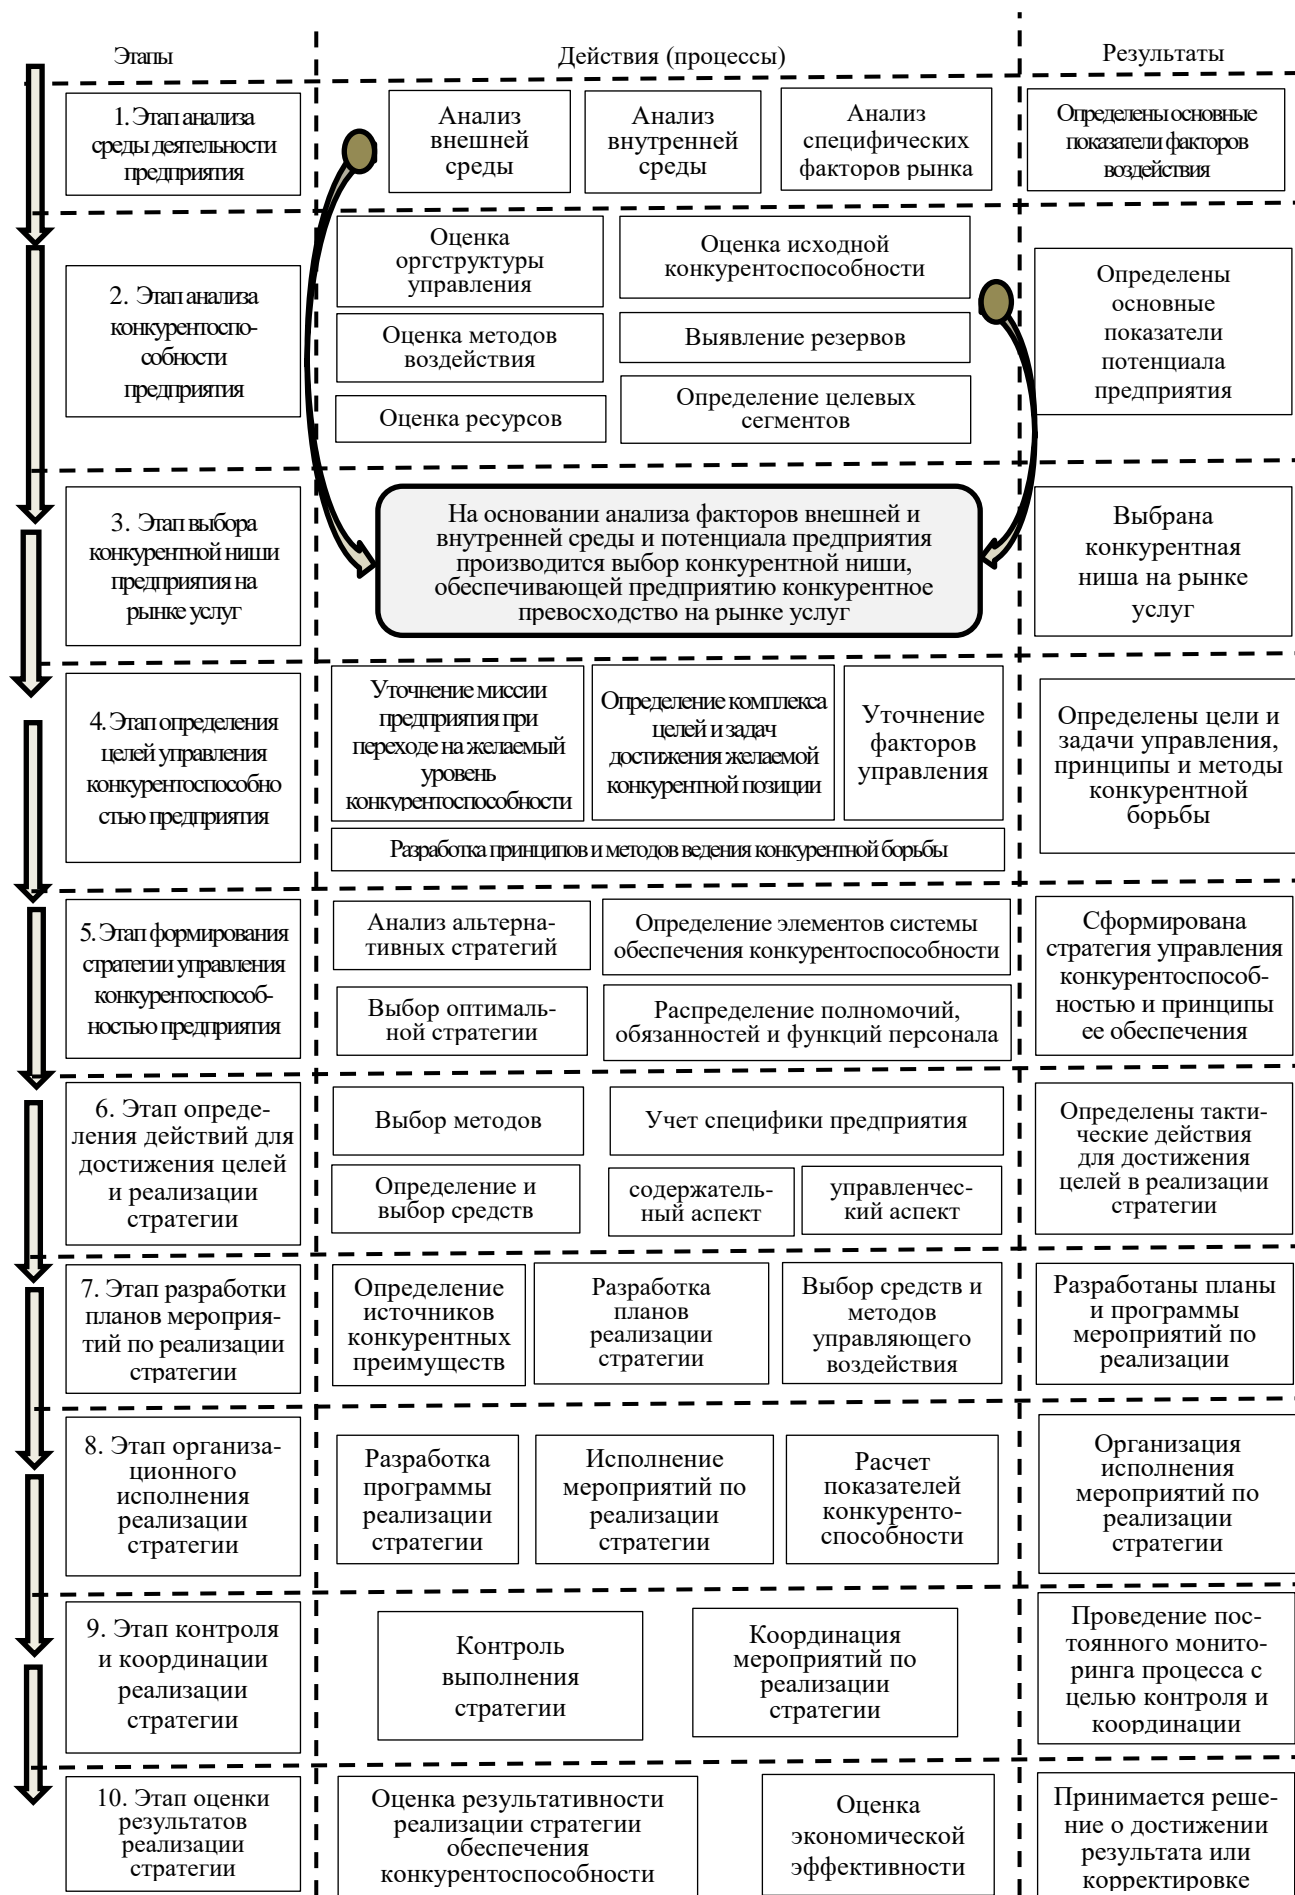 Этапы
Действия (процессы)
Результаты
1. Этап анализа
среды деятельности
предприятия
Анализ
внешней
среды
Анализ
внутренней
среды
Анализ
специфических
факторов рынка
Определены основные
показатели факторов
воздействия
2. Этап анализа
конкурентоспо-
собности
предприятия
Оценка
оргструктуры
управления
Оценка исходной
конкурентоспособности
Оценка методов
воздействия
Выявление резервов
Оценка ресурсов
Определение целевых
сегментов
Определены
основные
показатели
потенциала
предприятия
3. Этап выбора
конкурентной ниши
предприятия на
рынке услуг
На основании анализа факторов внешней и
внутренней среды и потенциала предприятия
производится выбор конкурентной ниши,
обеспечивающей предприятию конкурентное
превосходство на рынке услуг
Выбрана
конкурентная
ниша на рынке
услуг
4. Этап определения
целей управления
конкурентоспособно
стью предприятия
Уточнение миссии
предприятия при
переходе на желаемый
уровень
конкурентоспособности
Определение комплекса
целей и задач
достижения желаемой
конкурентной позиции
Уточнение
факторов
управления
Разработка принципов и методов ведения конкурентной борьбы
Определены цели и
задачи управления,
принципы и методы
конкурентной
борьбы
5. Этап формирования
стратегии управления
конкурентоспособ-
ностью предприятия
Анализ альтерна-
тивных стратегий
Определение элементов системы
обеспечения конкурентоспособности
Выбор оптималь-
ной стратегии
Распределение полномочий,
обязанностей и функций персонала
Сформирована
стратегия управления
конкурентоспособ-
ностью и принципы
ее обеспечения
6. Этап опреде-
ления действий для
достижения целей
и реализации
стратегии
Выбор методов
Учет специфики предприятия
Определение и
выбор средств
содержатель-
ный аспект
управленчес-
кий аспект
Определены такти-
ческие действия
для достижения
целей в реализации
стратегии
7. Этап разработки
планов мероприя-
тий по реализации
стратегии
Определение
источников
конкурентных
преимуществ
Разработка
планов
реализации
стратегии
Выбор средств и
методов
управляющего
воздействия
Разработаны планы
и программы
мероприятий по
реализации
8. Этап организа-
ционного
исполнения
реализации
стратегии
Разработка
программы
реализации
стратегии
Исполнение
мероприятий по
реализации
стратегии
Расчет
показателей
конкуренто-
способности
Организация
исполнения
мероприятий по
реализации
стратегии
9. Этап контроля
и координации
реализации
стратегии
Контроль
выполнения
стратегии
Координация
мероприятий по
реализации
стратегии
Проведение пос-
тоянного монито-
ринга процесса с
целью контроля и
координации
10. Этап оценки
результатов
реализации
стратегии
Оценка результативности
реализации стратегии
обеспечения
конкурентоспособности
Оценка
экономической
эффективности
Принимается реше-
ние о достижении
результата или
корректировке